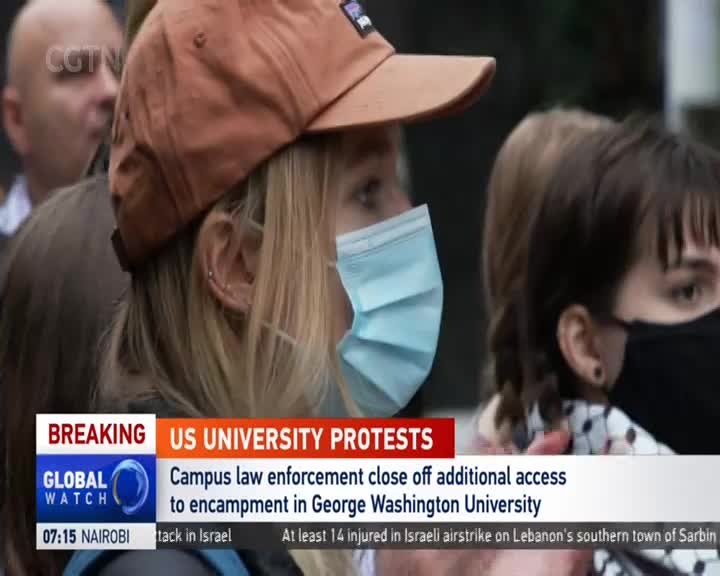 CGTN
BREAKING
US UNIVERSITY PROTESTS
GLOBAL
WATCH
Campus law enforcement close off additional access
to encampment in George Washington University
07:15 NAIROBI
in Israel
At least 14 injured in Israeli airstrike on Lebanon's southern town of Sarbin